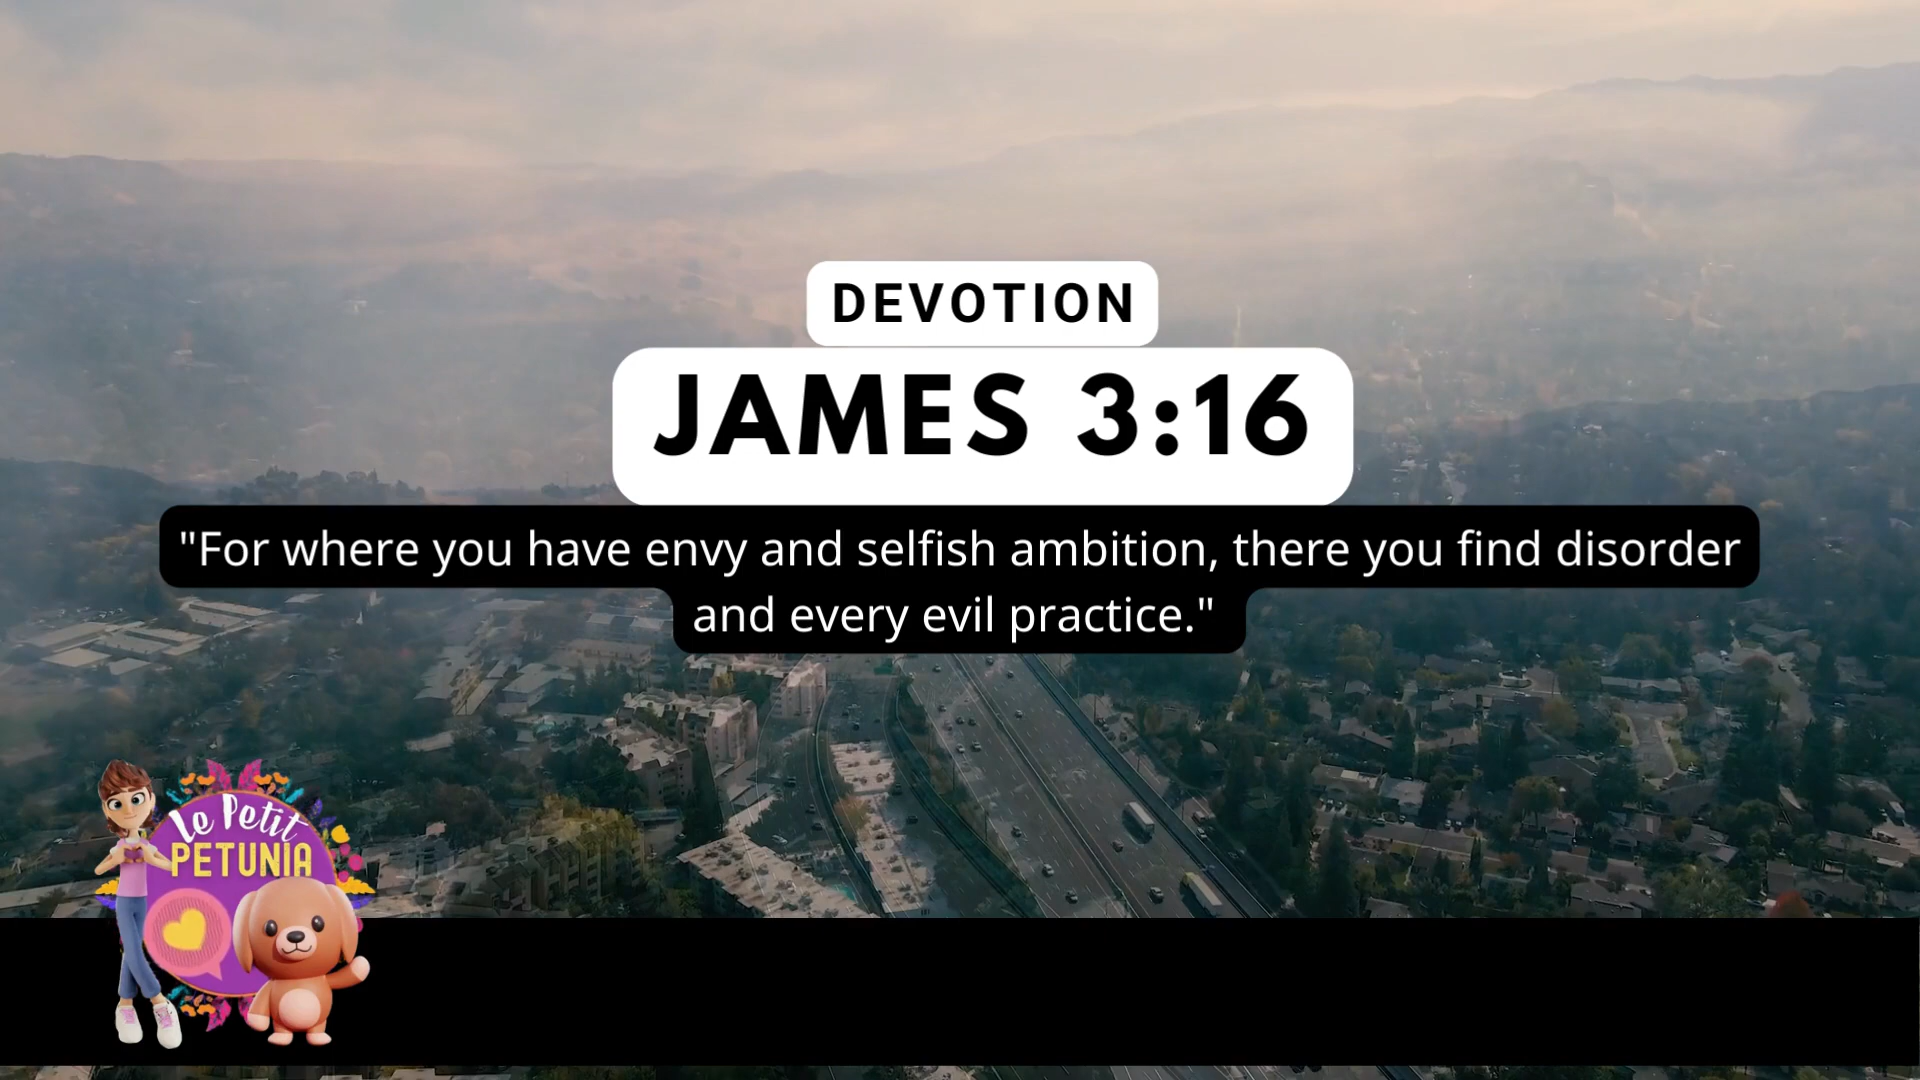 DEVOTION
JAMES 3:16
"For where you have envy and selfish ambition, there you find disorder
and every evil practice."
Le Petit
PETUNIA